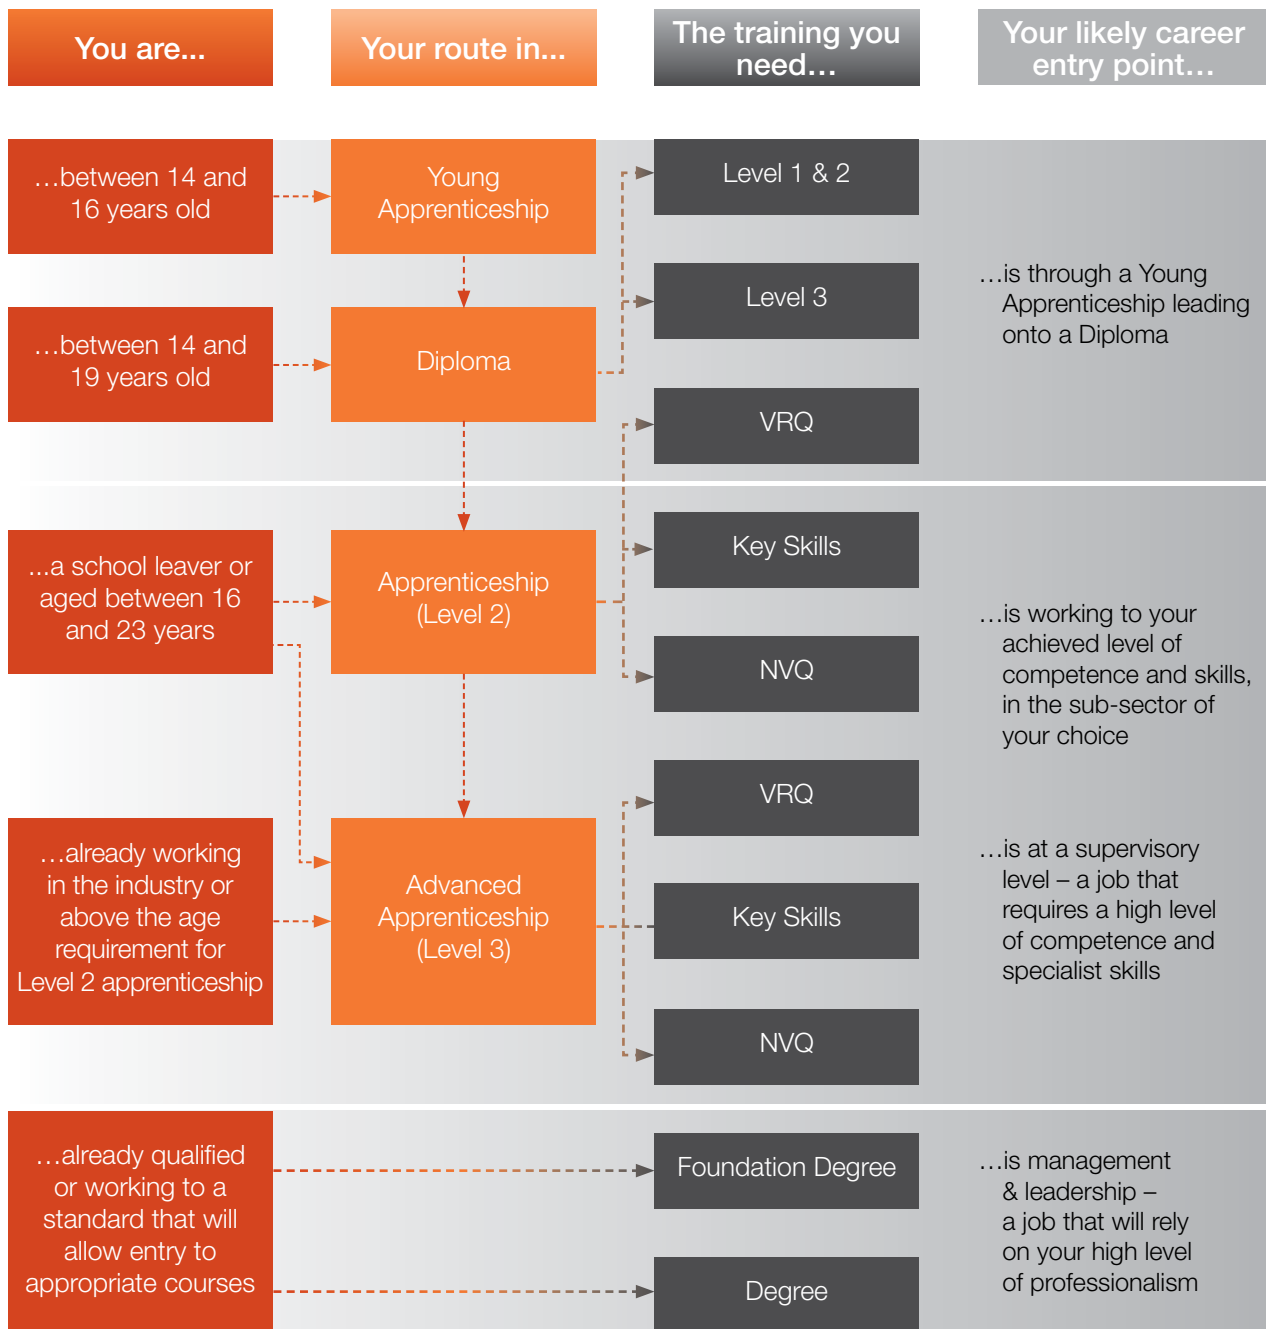 You are...
Your route in...
The training you
need…
Your likely career
entry point…
…between 14 and
16 years old
Young
Apprenticeship
Level 1 & 2
Level 3
…is through a Young
Apprenticeship leading
onto a Diploma
…between 14 and
19 years old
Diploma
VRQ
...a school leaver or
aged between 16
and 23 years
Apprenticeship
(Level 2)
Key Skills
NVQ
…is working to your
achieved level of
competence and skills,
in the sub-sector of
your choice
…already working
in the industry or
above the age
requirement for
Level 2 apprenticeship
Advanced
Apprenticeship
(Level 3)
VRQ
Key Skills
NVQ
…is at a supervisory
level – a job that
requires a high level
of competence and
specialist skills
…already qualified
or working to a
standard that will
allow entry to
appropriate courses
Foundation Degree
Degree
…is management
& leadership –
a job that will rely
on your high level
of professionalism